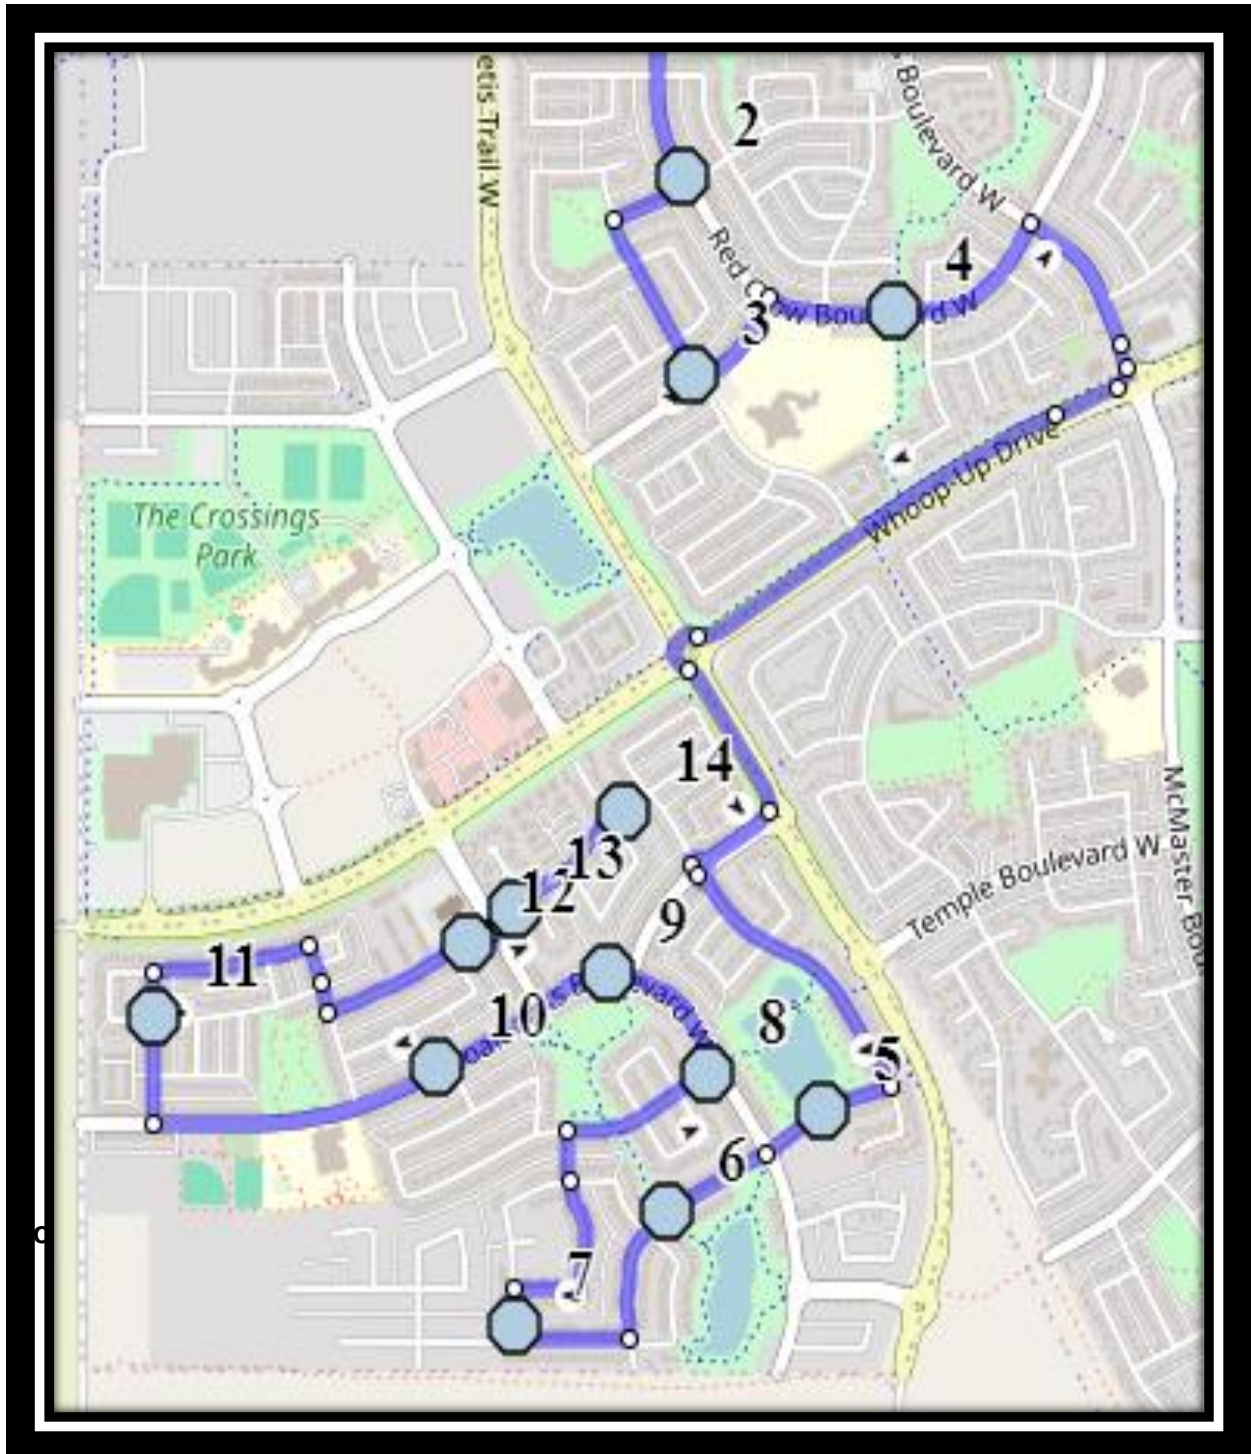 etis Trail W
s Boulevard W
2
Red Crow Boulevard W
4
3
Whoop-Up Drive
The Crossings
Park
14
13
12
McMaster Bou
Temple Boulevard W
9
11
10
8
5
6
7